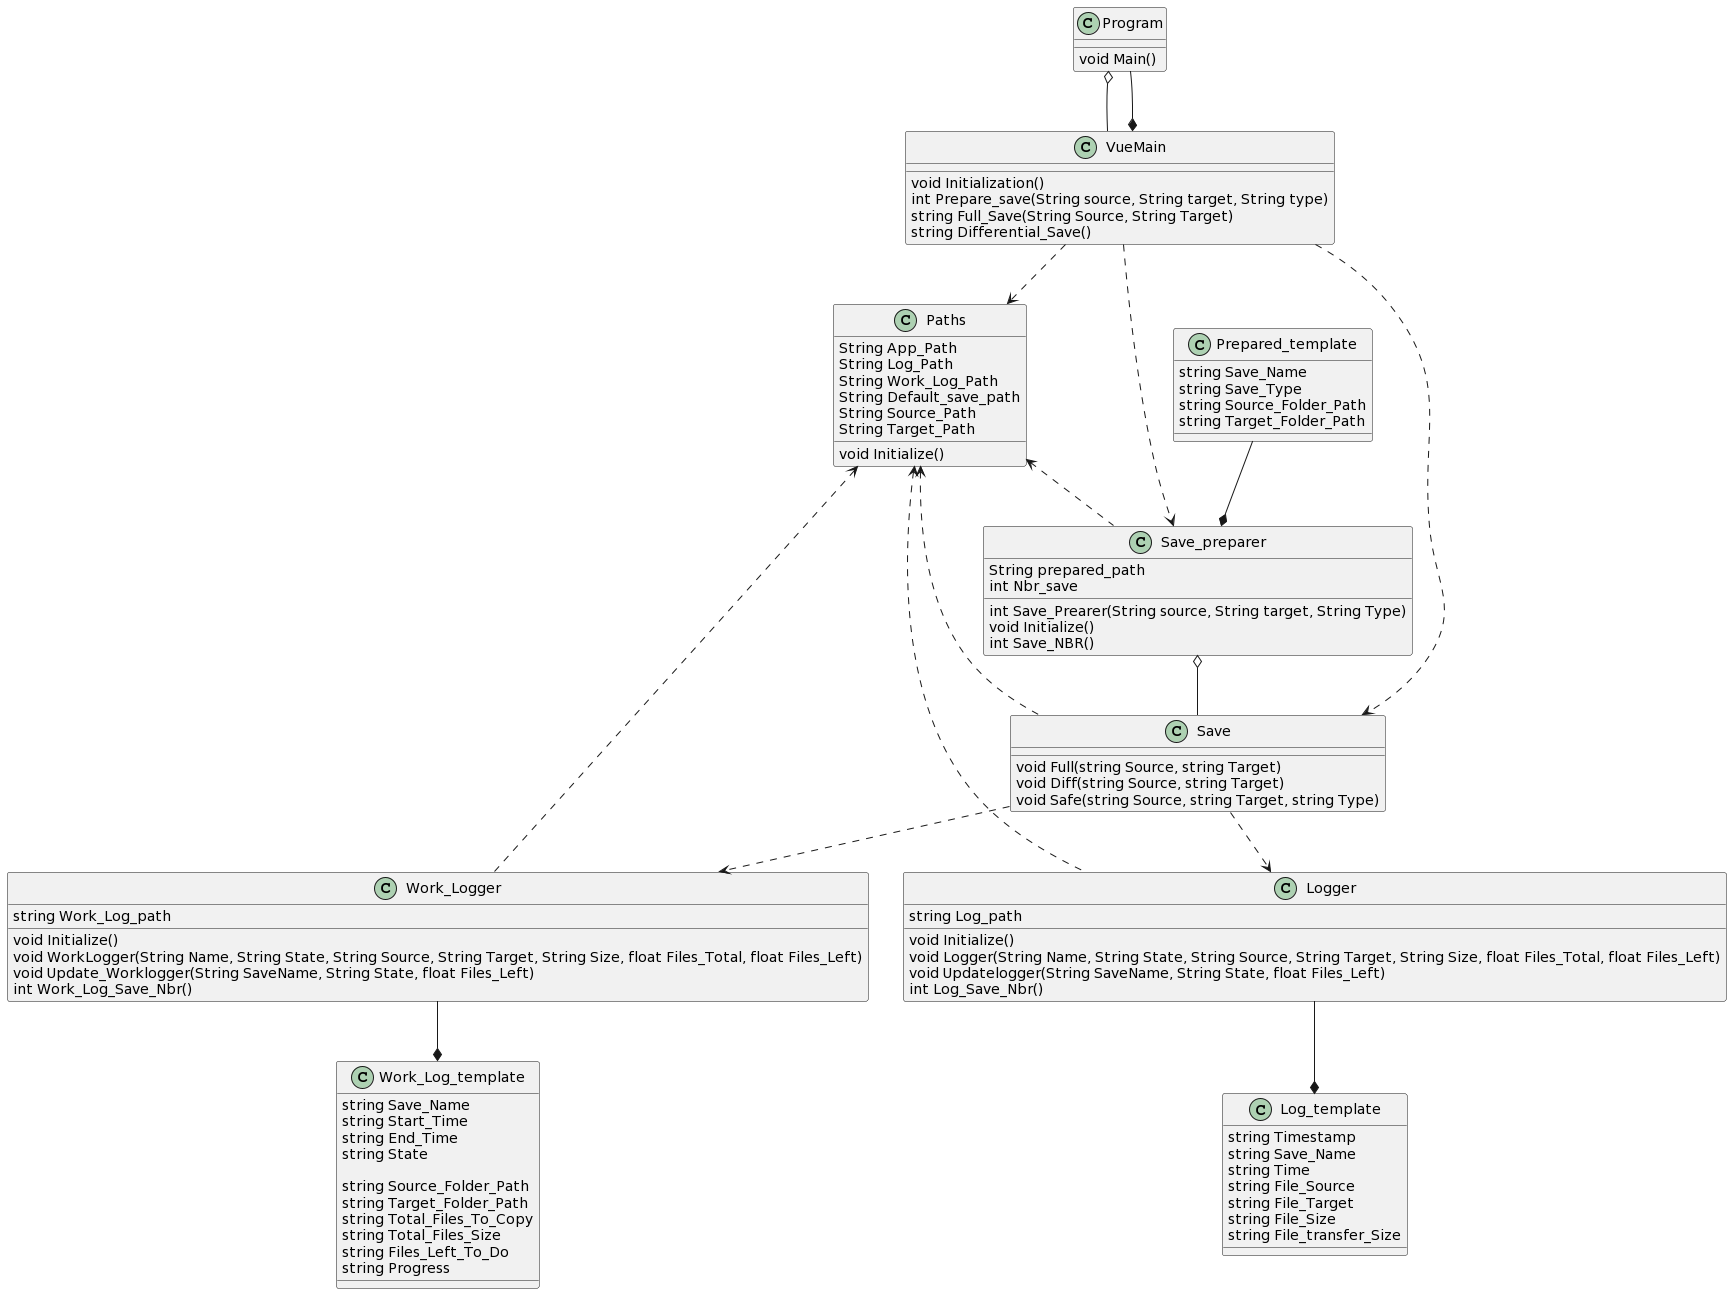 C Program
void Main()
C VueMain
void Initialization()
int Prepare_save(String source, String target, String type)
string Full_Save(String Source, String Target)
string Differential_Save()
C Paths
String App_Path
String Log_Path
String Work_Log_Path
String Default_save_path
String Source_Path
String Target_Path
void Initialize()
C Prepared_template
string Save_Name
string Save_Type
string Source_Folder_Path
string Target_Folder_Path
C Save_preparer
String prepared_path
int Nbr_save
int Save_Prearer(String source, String target, String Type)
void Initialize()
int Save_NBR()
C Save
void Full(string Source, string Target)
void Diff(string Source, string Target)
void Safe(string Source, string Target, string Type)
C Work_Logger
string Work_Log_path
void Initialize()
void WorkLogger(String Name, String State, String Source, String Target, String Size, float Files_Total, float Files_Left)
void Update_Worklogger(String SaveName, String State, float Files_Left)
int Work_Log_Save_Nbr()
C Logger
string Log_path
void Initialize()
void Logger(String Name, String State, String Source, String Target, String Size, float Files_Total, float Files_Left)
void Updatelogger(String SaveName, String State, float Files_Left)
int Log_Save_Nbr()
C Work_Log_template
string Save_Name
string Start_Time
string End_Time
string State
string Source_Folder_Path
string Target_Folder_Path
string Total_Files_To_Copy
string Total_Files_Size
string Files_Left_To_Do
string Progress
C Log_template
string Timestamp
string Save_Name
string Time
string File_Source
string File_Target
string File_Size
string File_transfer_Size